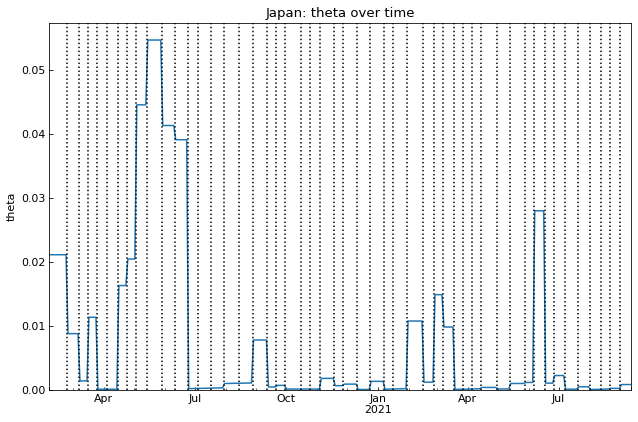 Japan: theta over time
0.05
0.04
0.03
0.02
0.01
0.00
theta
Apr
Jul
Oct
Jan
2021
Apr
Jul